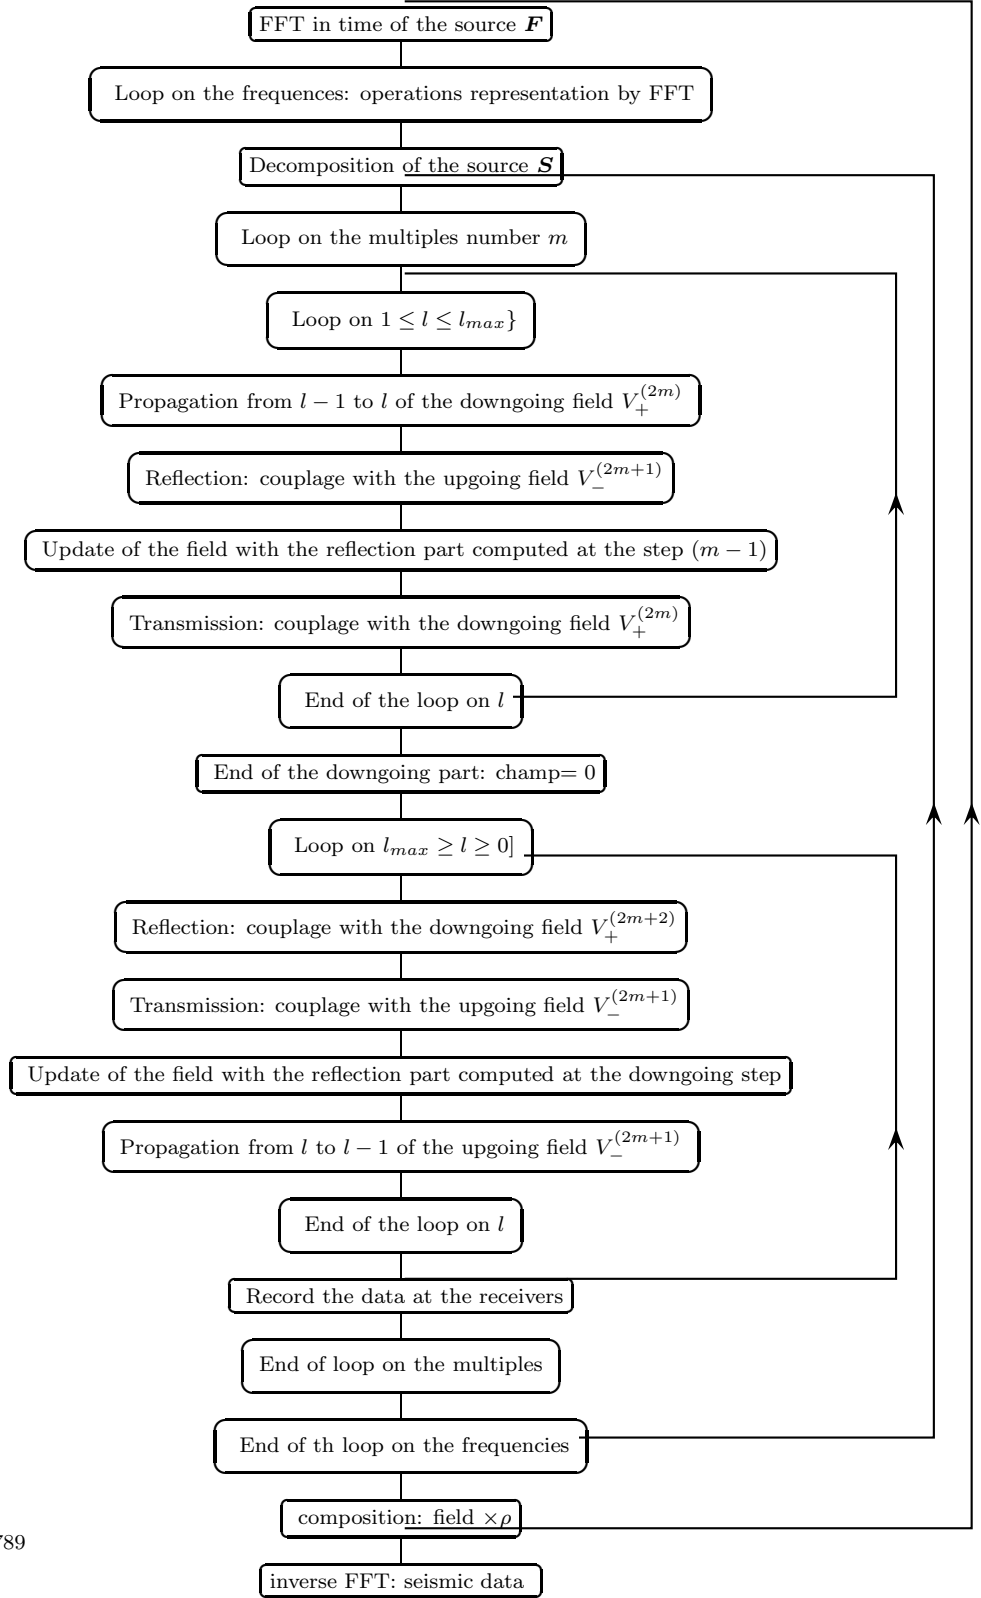 FFT in time of the source F
Loop on the frequences: operations representation by FFT
Decomposition of the source S
Loop on the multiples number m
Loop on 1 ≤ l ≤ l_{max}}
Propagation from l − 1 to l of the downgoing field V_+^{(2m)}
Reflection: couplage with the upgoing field V_−^{(2m+1)}
Update of the field with the reflection part computed at the step (m − 1)
Transmission: couplage with the downgoing field V_+^{(2m)}
End of the loop on l
End of the downgoing part: champ= 0
Loop on l_{max} ≥ l ≥ 0]
Reflection: couplage with the downgoing field V_+^{(2m+2)}
Transmission: couplage with the upgoing field V_−^{(2m+1)}
Update of the field with the reflection part computed at the downgoing step
Propagation from l to l − 1 of the upgoing field V_−^{(2m+1)}
End of the loop on l
Record the data at the receivers
End of loop on the multiples
End of th loop on the frequencies
composition: field ×ρ
789
inverse FFT: seismic data